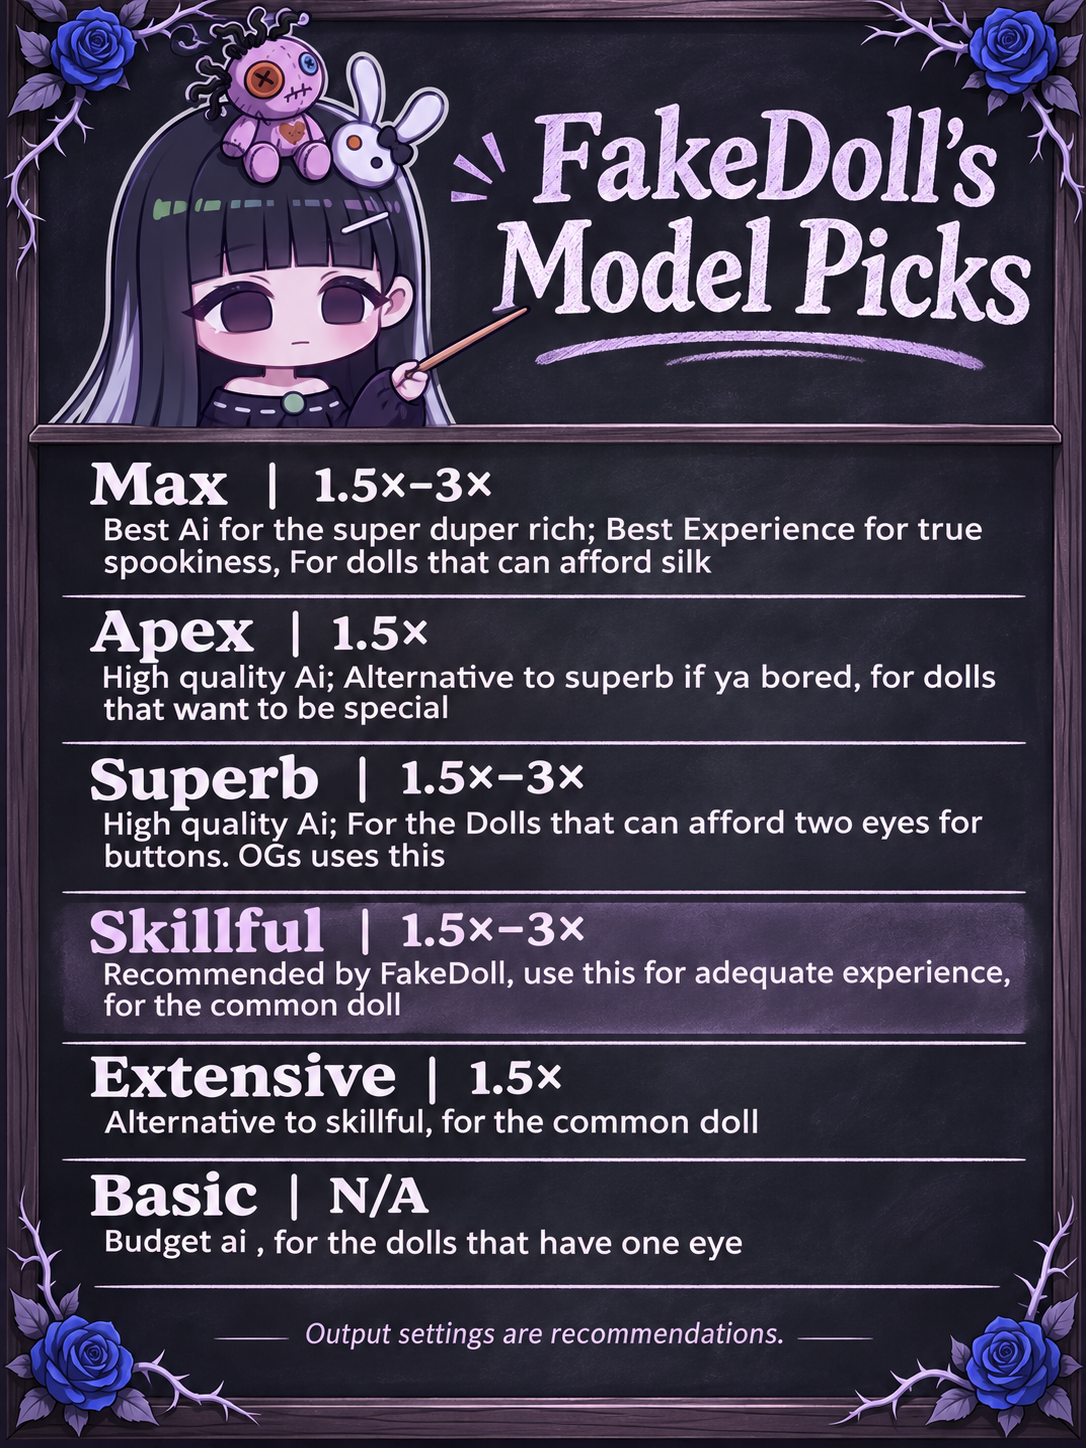 FakeDoll's
Model Picks
Max | 1.5×–3×
Best Ai for the super duper rich; Best Experience for true
spookiness, For dolls that can afford silk
Apex | 1.5×
High quality Ai; Alternative to superb if ya bored, for dolls
that want to be special
Superb | 1.5×–3×
High quality Ai; For the Dolls that can afford two eyes for
buttons. OGs uses this
Skillful | 1.5×–3×
Recommended by FakeDoll, use this for adequate experience,
for the common doll
Extensive | 1.5×
Alternative to skillful, for the common doll
Basic | N/A
Budget ai , for the dolls that have one eye
Output settings are recommendations.